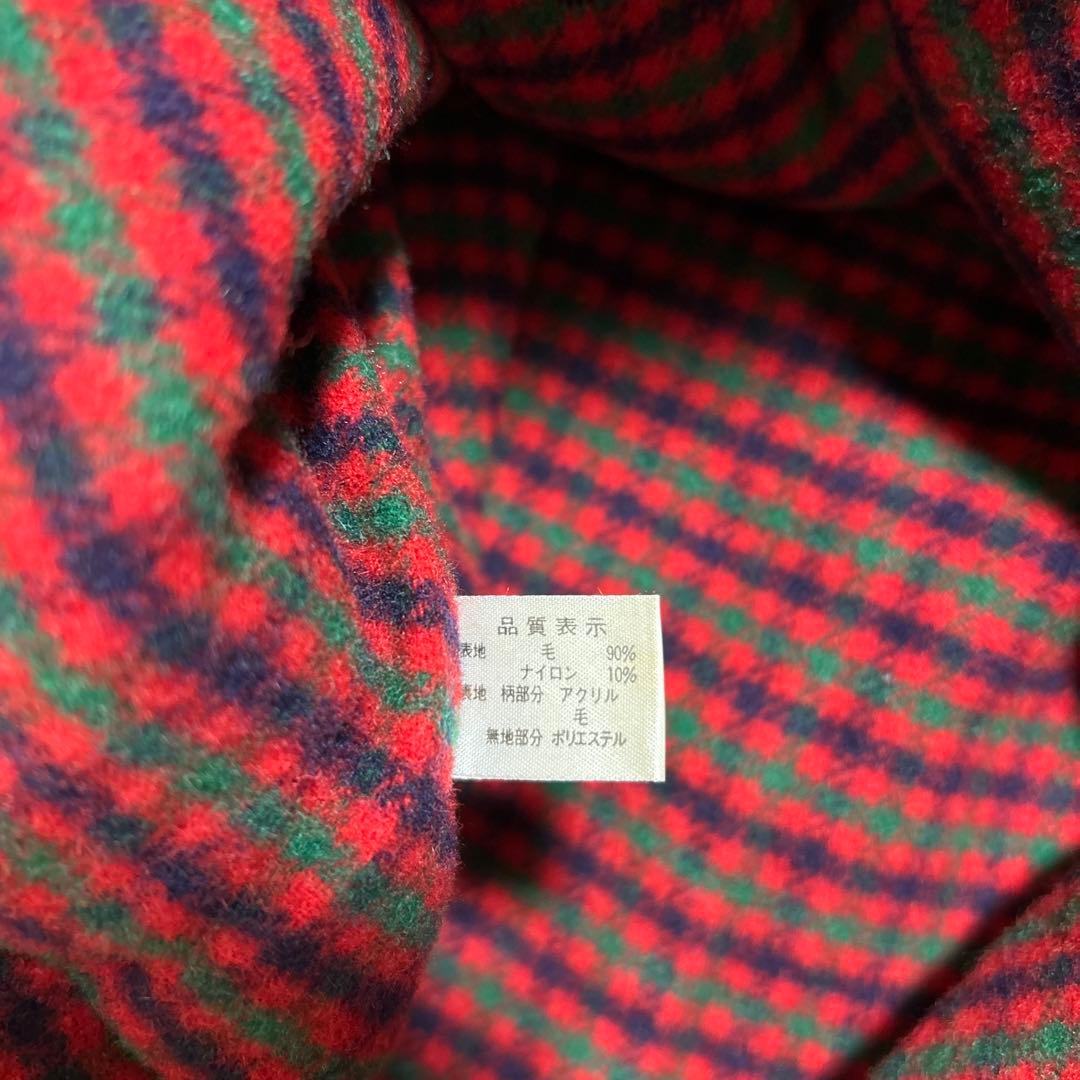 品質表示
表地 毛 90%
ナイロン 10%
表地 柄部分 アクリル
毛
無地部分 ポリエステル